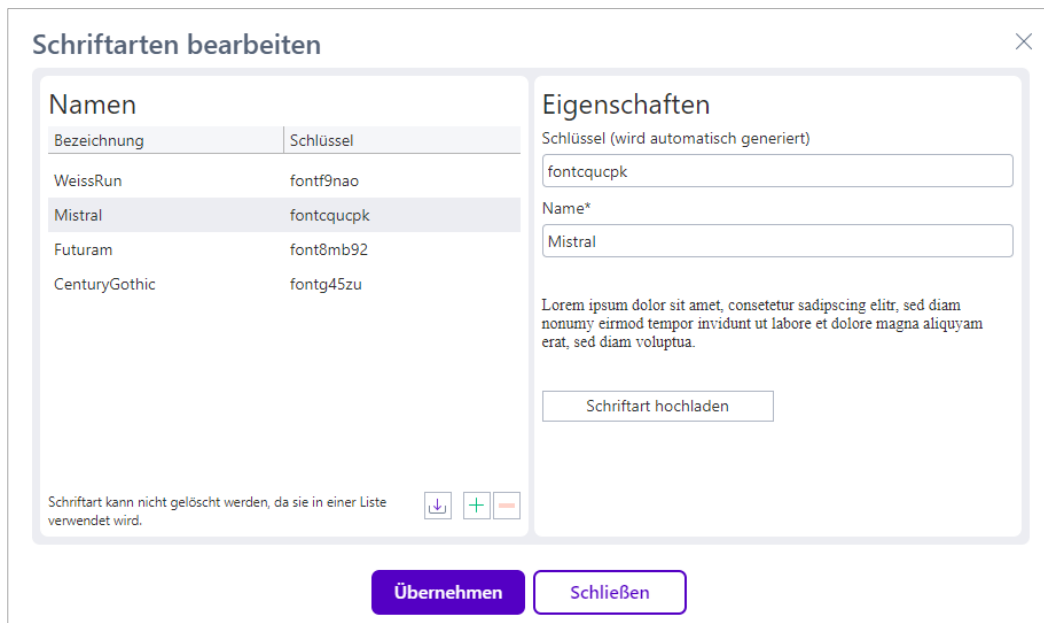 Schriftarten bearbeiten
Namen
Bezeichnung Schlüssel
WeissRun fontf9nao
Mistral fontcqucpk
Futuram font8mb92
CenturyGothic fontg45zu
Schriftart kann nicht gelöscht werden, da sie in einer Liste
verwendet wird.
Eigenschaften
Schlüssel (wird automatisch generiert)
fontcqucpk
Name*
Mistral
Lorem ipsum dolor sit amet, consetetur sadipscing elitr, sed diam
nonumy eirmod tempor invidunt ut labore et dolore magna aliquyam
erat, sed diam voluptua.
Schriftart hochladen
Übernehmen
Schließen